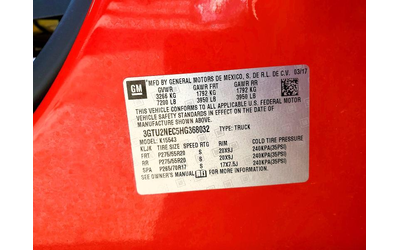 GM
MFD BY GENERAL MOTORS DE MEXICO, S. DE R.L. DE C.V. 03/17
GVWR GAWR FRT GAWR RR
3266 KG 1792 KG 1792 KG
7200 LB 3950 LB 3950 LB
THIS VEHICLE CONFORMS TO ALL APPLICABLE U.S. FEDERAL MOTOR
VEHICLE SAFETY STANDARDS IN EFFECT ON THE DATE OF
MANUFACTURE SHOWN ABOVE.
3GTU2NEC5HG368032 TYPE: TRUCK
MODEL: K15543
KLJK TIRE SIZE SPEED RTG RIM COLD TIRE PRESSURE
FRT P275/55R20 S 20X9J 240KPA(35PSI)
RR P275/55R20 S 20X9J 240KPA(35PSI)
SPA P265/70R17 S 17X7.5J 240KPA(35PSI)
SEE OWNER'S MANUAL